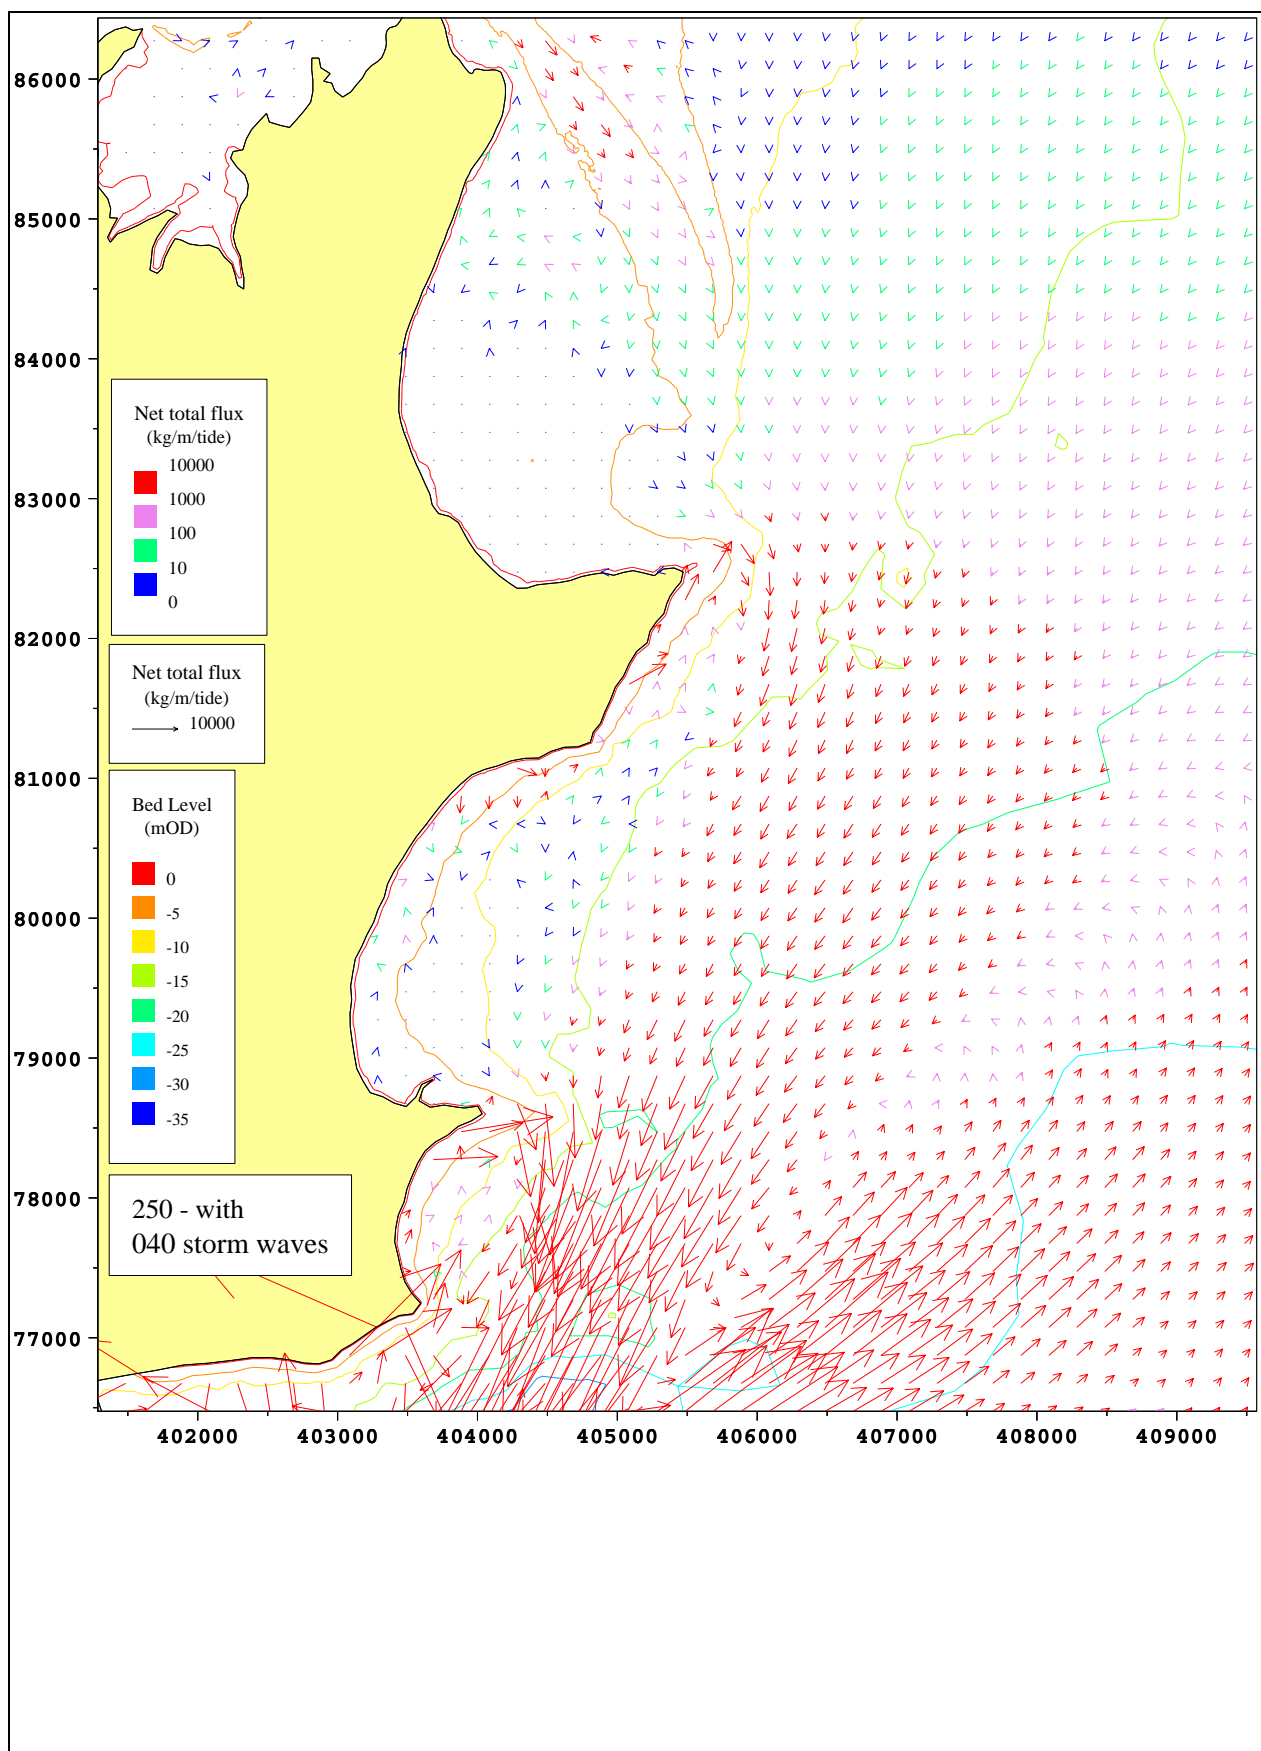 86000
85000
84000
83000
82000
81000
80000
79000
78000
77000
Net total flux
(kg/m/tide)
10000
1000
100
10
0
Net total flux
(kg/m/tide)
10000
Bed Level
(mOD)
0
-5
-10
-15
-20
-25
-30
-35
250 - with
040 storm waves
402000 403000 404000 405000 406000 407000 408000 409000